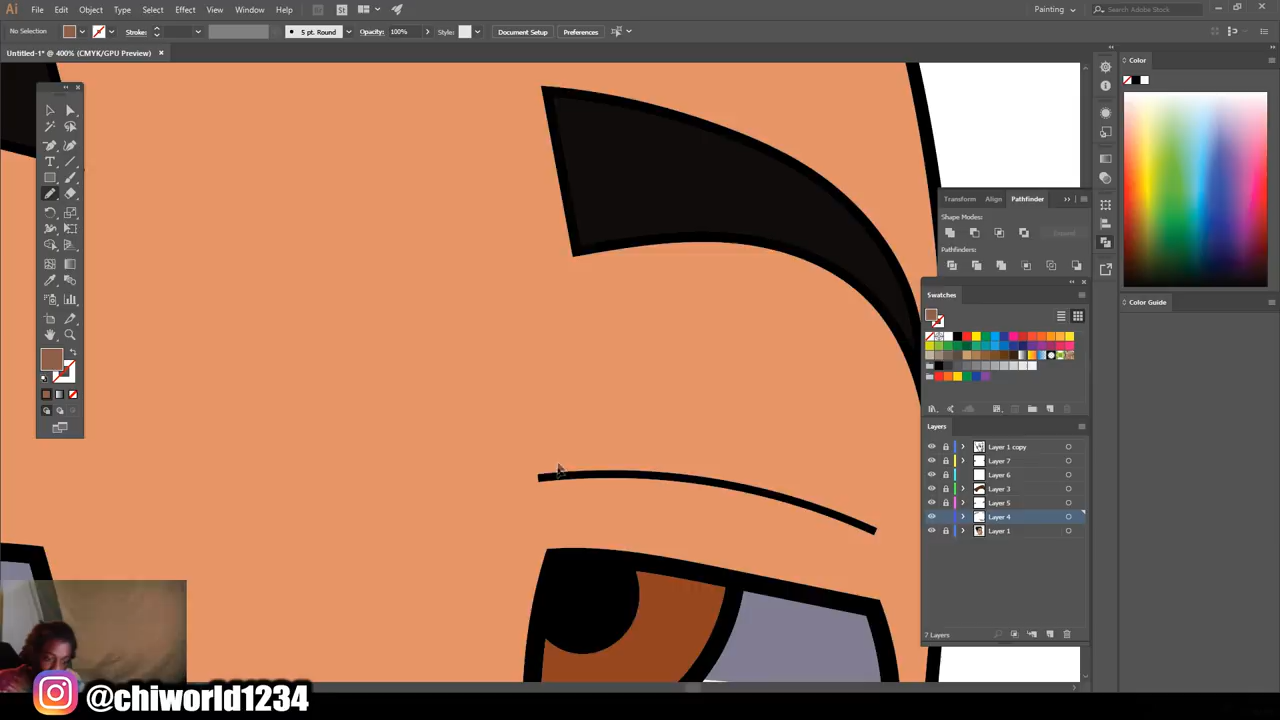 Ai File Edit Object Type Select Effect View Window Help Br St Painting Search Adobe Stock
No Selection Stroke: 5 pt. Round Opacity: 100% Style: Document Setup Preferences
Untitled-1* @ 400% (CMYK/GPU Preview)
Color
Transform Align Pathfinder
Shape Modes:
Expand
Pathfinders:
Swatches
Color Guide
Layers
Layer 1 copy
Layer 7
Layer 6
Layer 3
Layer 5
Layer 4
Layer 1
7 Layers
@chiworld1234